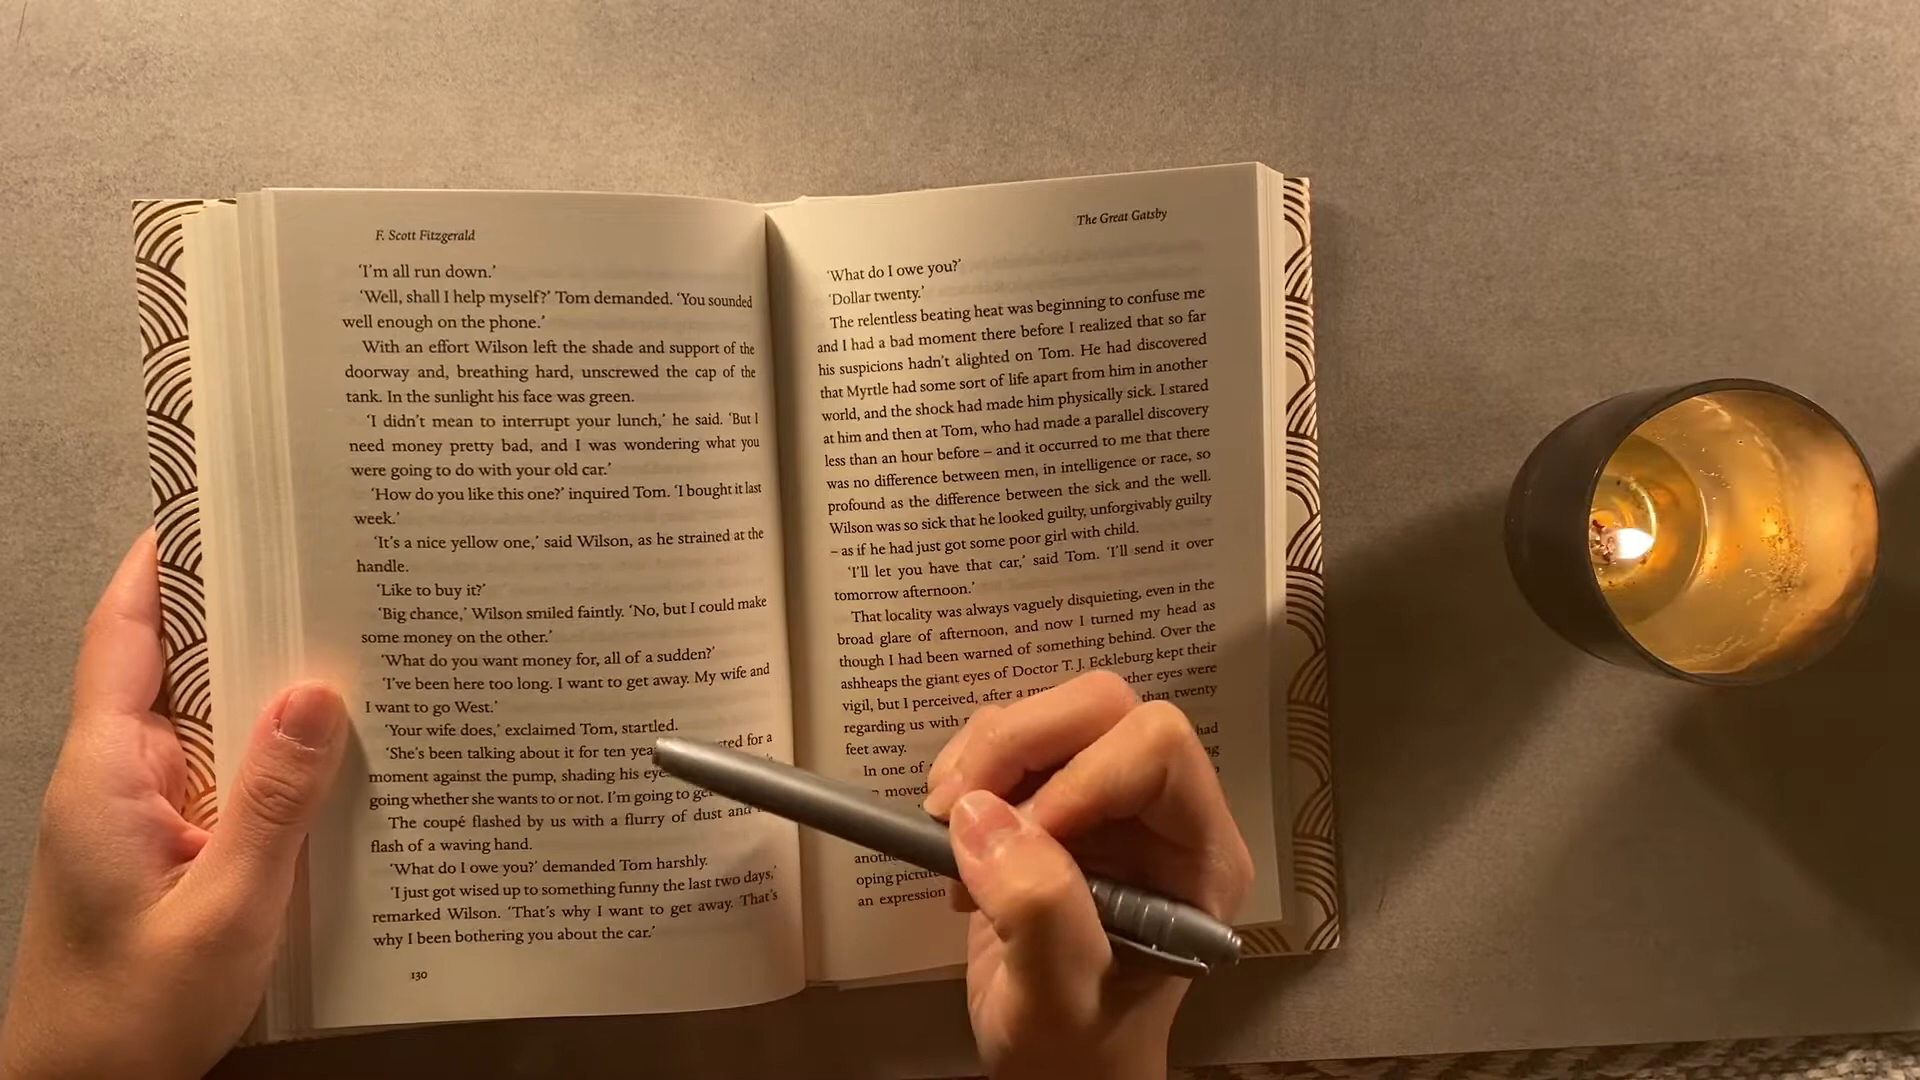 F. Scott Fitzgerald
‘I’m all run down.’
‘Well, shall I help myself?’ Tom demanded. ‘You sounded
well enough on the phone.’
With an effort Wilson left the shade and support of the
doorway and, breathing hard, unscrewed the cap of the
tank. In the sunlight his face was green.
‘I didn’t mean to interrupt your lunch,’ he said. ‘But I
need money pretty bad, and I was wondering what you
were going to do with your old car.’
‘How do you like this one?’ inquired Tom. ‘I bought it last
week.’
‘It’s a nice yellow one,’ said Wilson, as he strained at the
handle.
‘Like to buy it?’
‘Big chance,’ Wilson smiled faintly. ‘No, but I could make
some money on the other.’
‘What do you want money for, all of a sudden?’
‘I’ve been here too long. I want to get away. My wife and
I want to go West.’
‘Your wife does,’ exclaimed Tom, startled.
‘She’s been talking about it for ten for a
moment against the pump, shading his
going whether she wants to or not. I’m going to
The coupé flashed by us with a flurry of dust and
flash of a waving hand.
‘What do I owe you?’ demanded Tom harshly.
‘I just got wised up to something funny the last two days,’
remarked Wilson. ‘That’s why I want to get away. That’s
why I been bothering you about the car.’
130
The Great Gatsby
‘What do I owe you?’
‘Dollar twenty.’
The relentless beating heat was beginning to confuse me
and I had a bad moment there before I realized that so far
his suspicions hadn’t alighted on Tom. He had discovered
that Myrtle had some sort of life apart from him in another
world, and the shock had made him physically sick. I stared
at him and then at Tom, who had made a parallel discovery
less than an hour before – and it occurred to me that there
was no difference between men, in intelligence or race, so
profound as the difference between the sick and the well.
Wilson was so sick that he looked guilty, unforgivably guilty
– as if he had just got some poor girl with child.
‘I’ll let you have that car,’ said Tom. ‘I’ll send it over
tomorrow afternoon.’
That locality was always vaguely disquieting, even in the
broad glare of afternoon, and now I turned my head as
though I had been warned of something behind. Over the
ashheaps the giant eyes of Doctor T. J. Eckleburg kept their
vigil, but I perceived, after a other eyes were
regarding us with than twenty
feet away.
In one of had
moved
oping
an expression